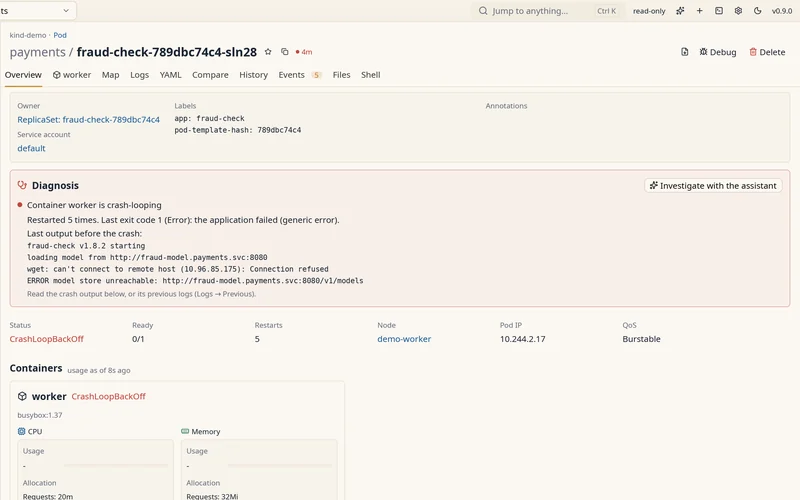 ts
Jump to anything...
Ctrl K
read-only
v0.9.0
kind-demo · Pod
payments / fraud-check-789dbc74c4-sln28
4m
Debug
Delete
Overview
worker
Map
Logs
YAML
Compare
History
Events 5
Files
Shell
Owner
ReplicaSet: fraud-check-789dbc74c4
Service account
default
Labels
app: fraud-check
pod-template-hash: 789dbc74c4
Annotations
Diagnosis
Investigate with the assistant
Container worker is crash-looping
Restarted 5 times. Last exit code 1 (Error): the application failed (generic error).
Last output before the crash:
fraud-check v1.8.2 starting
loading model from http://fraud-model.payments.svc:8080
wget: can't connect to remote host (10.96.85.175): Connection refused
ERROR model store unreachable: http://fraud-model.payments.svc:8080/v1/models
Read the crash output below, or its previous logs (Logs → Previous).
Status
CrashLoopBackOff
Ready
0/1
Restarts
5
Node
demo-worker
Pod IP
10.244.2.17
QoS
Burstable
Containers usage as of 8s ago
worker CrashLoopBackOff
busybox:1.37
CPU
Usage
-
Allocation
Requests: 20m
Memory
Usage
-
Allocation
Requests: 32Mi